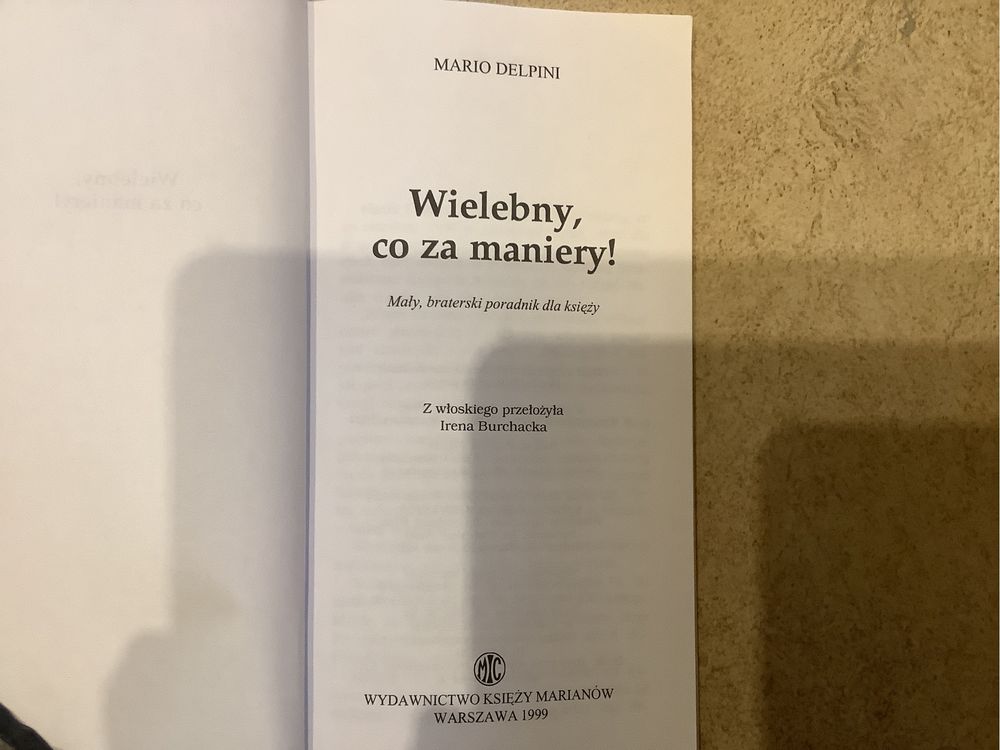 MARIO DELPINI
Wielebny,
co za maniery!
Mały, braterski poradnik dla księży
Z włoskiego przełożyła
Irena Burchacka
MIC
WYDAWNICTWO KSIĘŻY MARIANÓW
WARSZAWA 1999